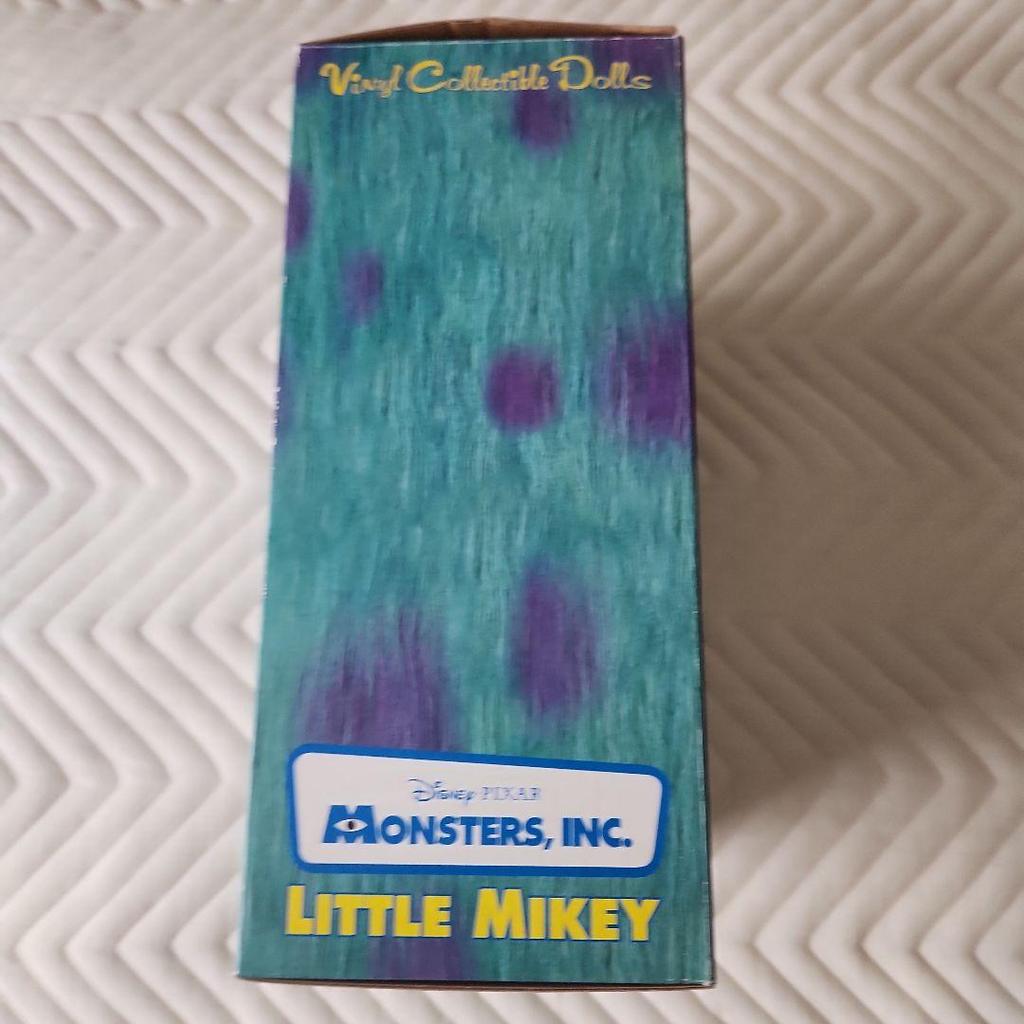 Vinyl Collectible Dolls
Disney PIXAR
MONSTERS, INC.
LITTLE MIKEY